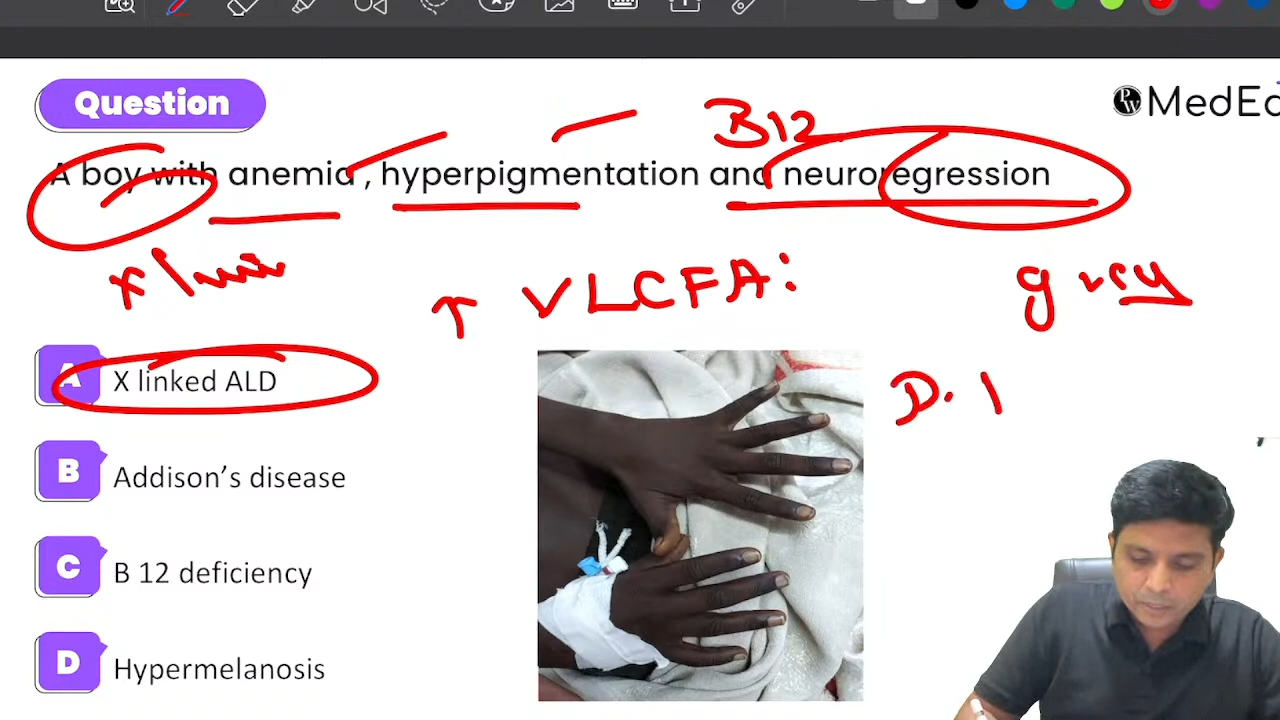 Question
MedEd
B12
A boy with anemia , hyperpigmentation and neuroregression
↑ VLCFA:
grey
A X linked ALD
D. 1
B Addison's disease
C B 12 deficiency
D Hypermelanosis